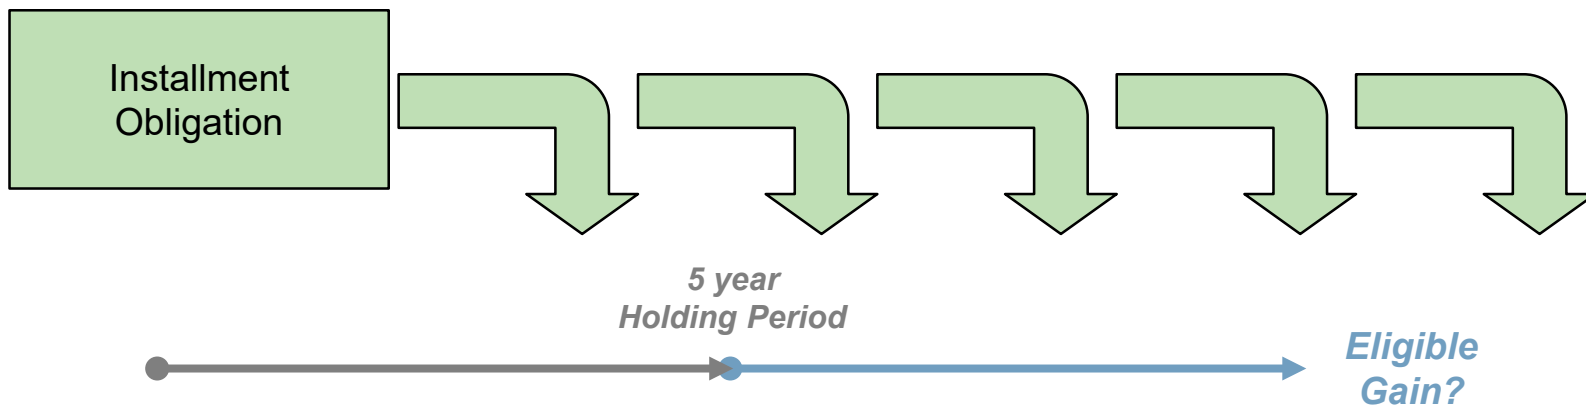 Installment
Obligation
5 year
Holding Period
Eligible
Gain?